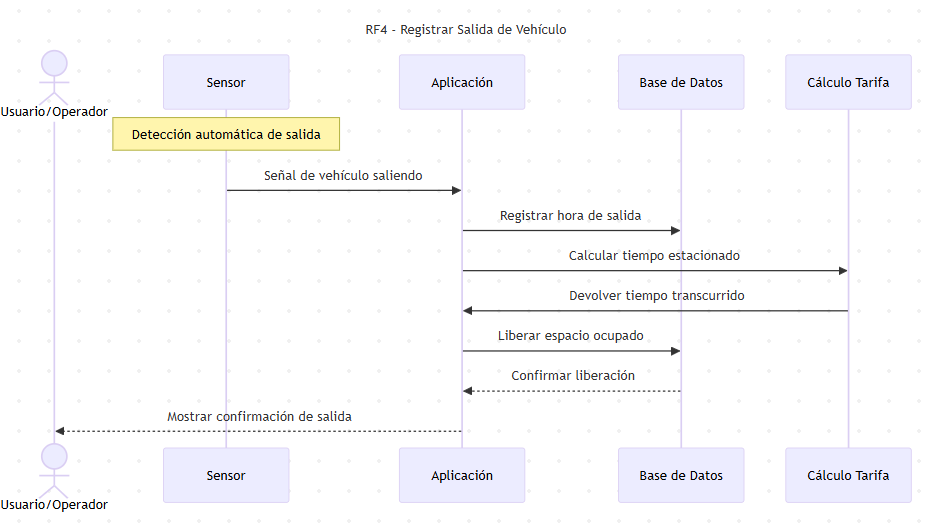 RF4 - Registrar Salida de Vehículo
Usuario/Operador
Sensor
Aplicación
Base de Datos
Cálculo Tarifa
Detección automática de salida
Señal de vehículo saliendo
Registrar hora de salida
Calcular tiempo estacionado
Devolver tiempo transcurrido
Liberar espacio ocupado
Confirmar liberación
Mostrar confirmación de salida
Usuario/Operador
Sensor
Aplicación
Base de Datos
Cálculo Tarifa